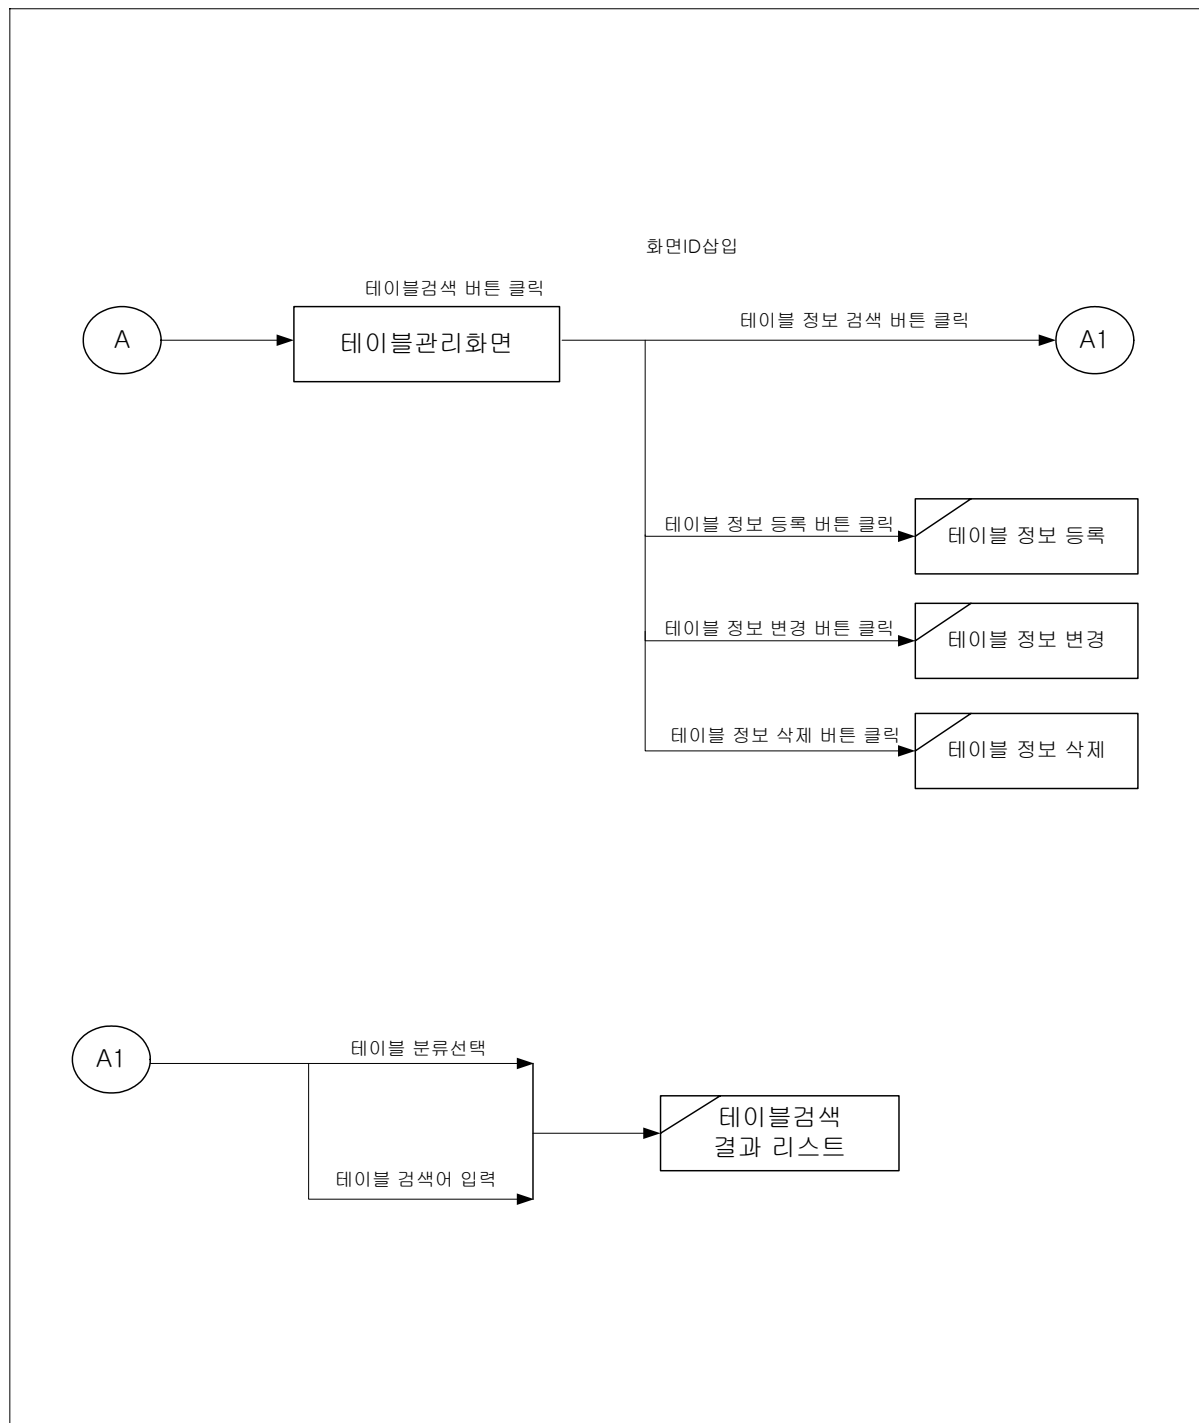 화면ID삽입
테이블검색 버튼 클릭
테이블 정보 검색 버튼 클릭
A
테이블관리화면
A1
테이블 정보 등록 버튼 클릭
테이블 정보 등록
테이블 정보 변경 버튼 클릭
테이블 정보 변경
테이블 정보 삭제 버튼 클릭
테이블 정보 삭제
A1
테이블 분류선택
테이블검색
결과 리스트
테이블 검색어 입력